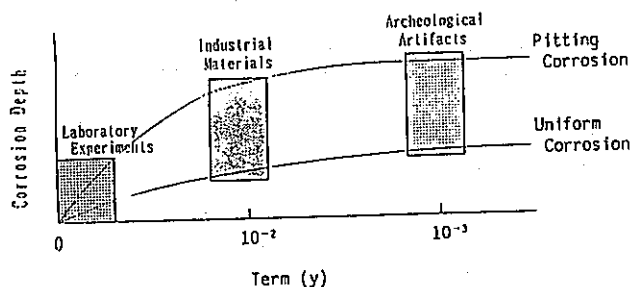 Archeological
Artifacts
Industrial
Materials
Pitting
Corrosion
Laboratory
Experiments
Uniform
Corrosion
Corrosion Depth
0
10-2
10-3
Term (y)